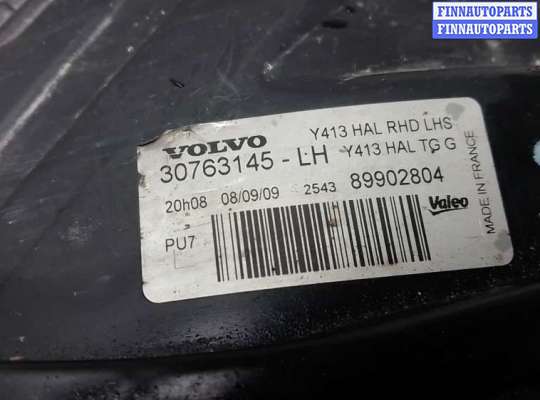 FINNAUTOPARTS
FINNAUTOPARTS
VOLVO
Y413 HAL RHD LHS
30763145 - LH
Y413 HAL TG G
20h08 08/09/09 2543 89902804
PU7
Valeo
MADE IN FRANCE